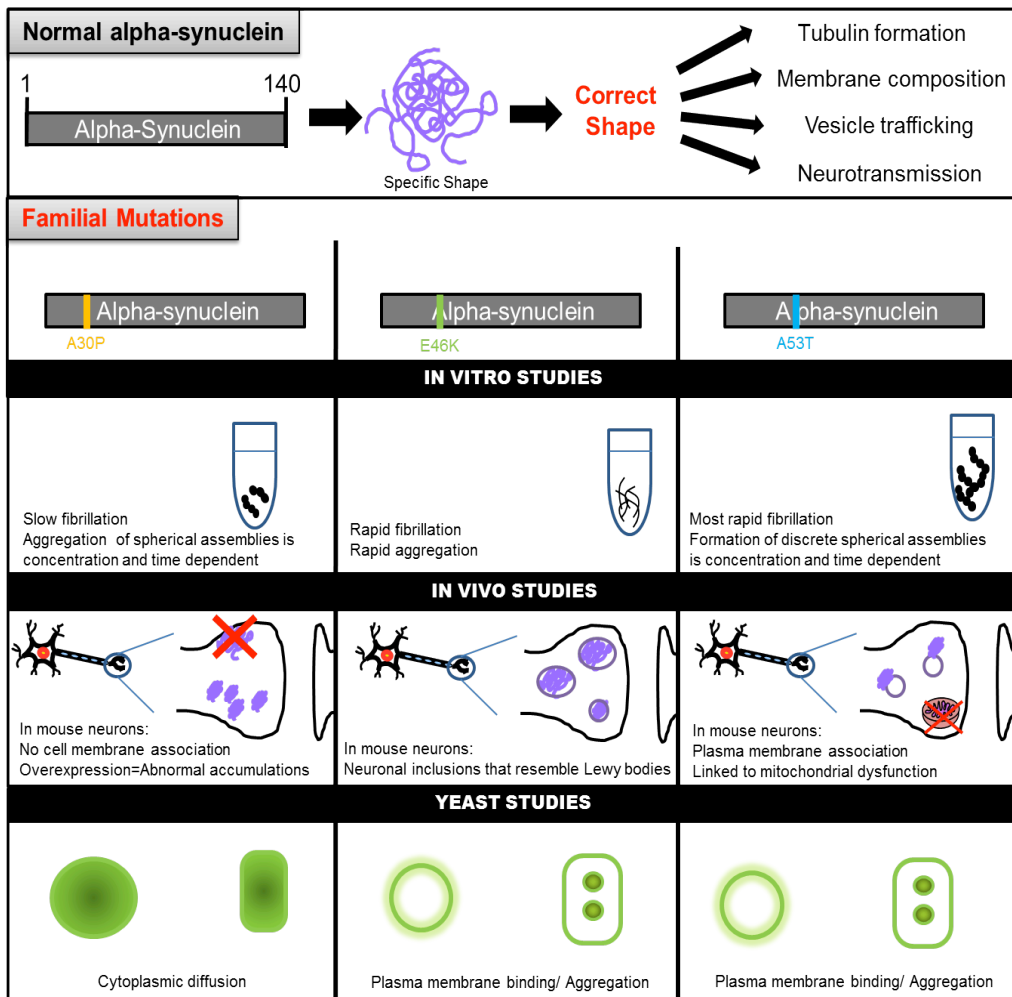 Normal alpha-synuclein
1
140
Alpha-Synuclein
Specific Shape
Correct
Shape
Tubulin formation
Membrane composition
Vesicle trafficking
Neurotransmission
Familial Mutations
Alpha-synuclein
A30P
Alpha-synuclein
E46K
Alpha-synuclein
A53T
IN VITRO STUDIES
Slow fibrillation
Aggregation of spherical assemblies is
concentration and time dependent
Rapid fibrillation
Rapid aggregation
Most rapid fibrillation
Formation of discrete spherical assemblies
is concentration and time dependent
IN VIVO STUDIES
In mouse neurons:
No cell membrane association
Overexpression=Abnormal accumulations
In mouse neurons:
Neuronal inclusions that resemble Lewy bodies
In mouse neurons:
Plasma membrane association
Linked to mitochondrial dysfunction
YEAST STUDIES
Cytoplasmic diffusion
Plasma membrane binding/ Aggregation
Plasma membrane binding/ Aggregation